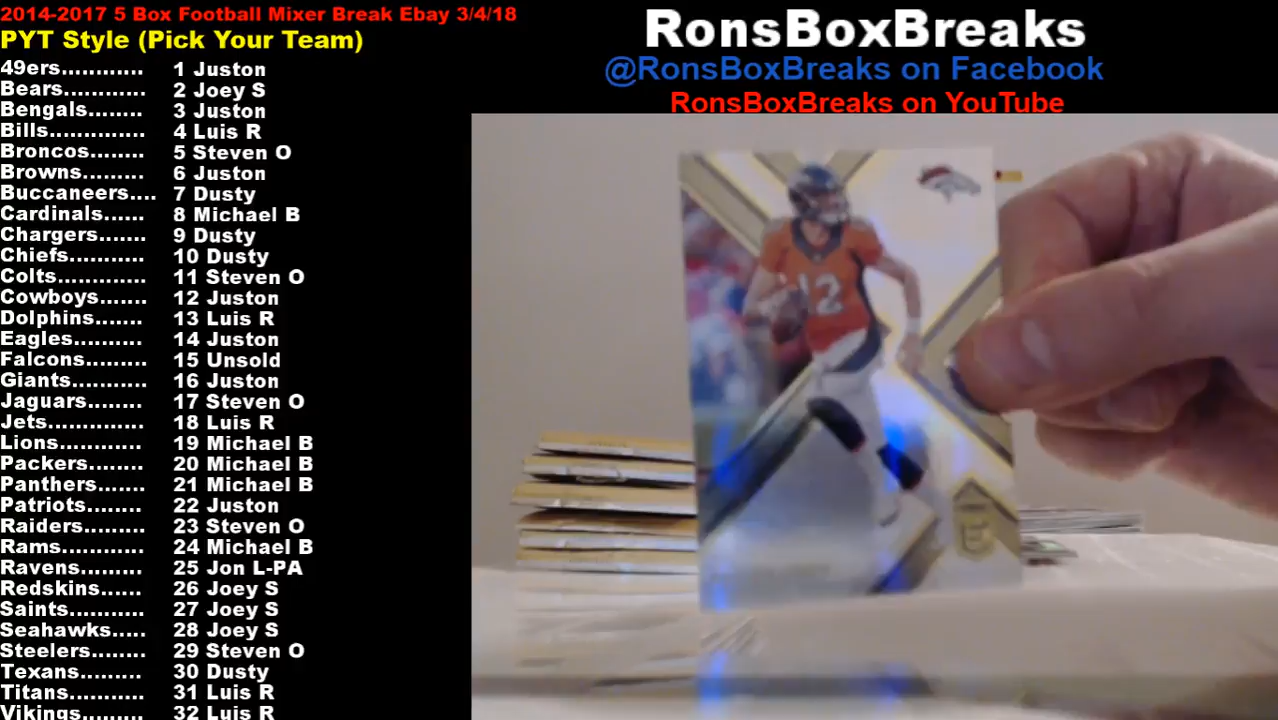 2014-2017 5 Box Football Mixer Break Ebay 3/4/18
PYT Style (Pick Your Team)
49ers............ 1 Juston
Bears............ 2 Joey S
Bengals........ 3 Juston
Bills.............. 4 Luis R
Broncos........ 5 Steven O
Browns......... 6 Juston
Buccaneers.... 7 Dusty
Cardinals...... 8 Michael B
Chargers....... 9 Dusty
Chiefs........... 10 Dusty
Colts............. 11 Steven O
Cowboys....... 12 Juston
Dolphins....... 13 Luis R
Eagles.......... 14 Juston
Falcons......... 15 Unsold
Giants........... 16 Juston
Jaguars........ 17 Steven O
Jets.............. 18 Luis R
Lions............ 19 Michael B
Packers........ 20 Michael B
Panthers....... 21 Michael B
Patriots........ 22 Juston
Raiders......... 23 Steven O
Rams............ 24 Michael B
Ravens......... 25 Jon L-PA
Redskins...... 26 Joey S
Saints........... 27 Joey S
Seahawks..... 28 Joey S
Steelers........ 29 Steven O
Texans......... 30 Dusty
Titans........... 31 Luis R
Vikings......... 32 Luis R
RonsBoxBreaks
@RonsBoxBreaks on Facebook
RonsBoxBreaks on YouTube
12